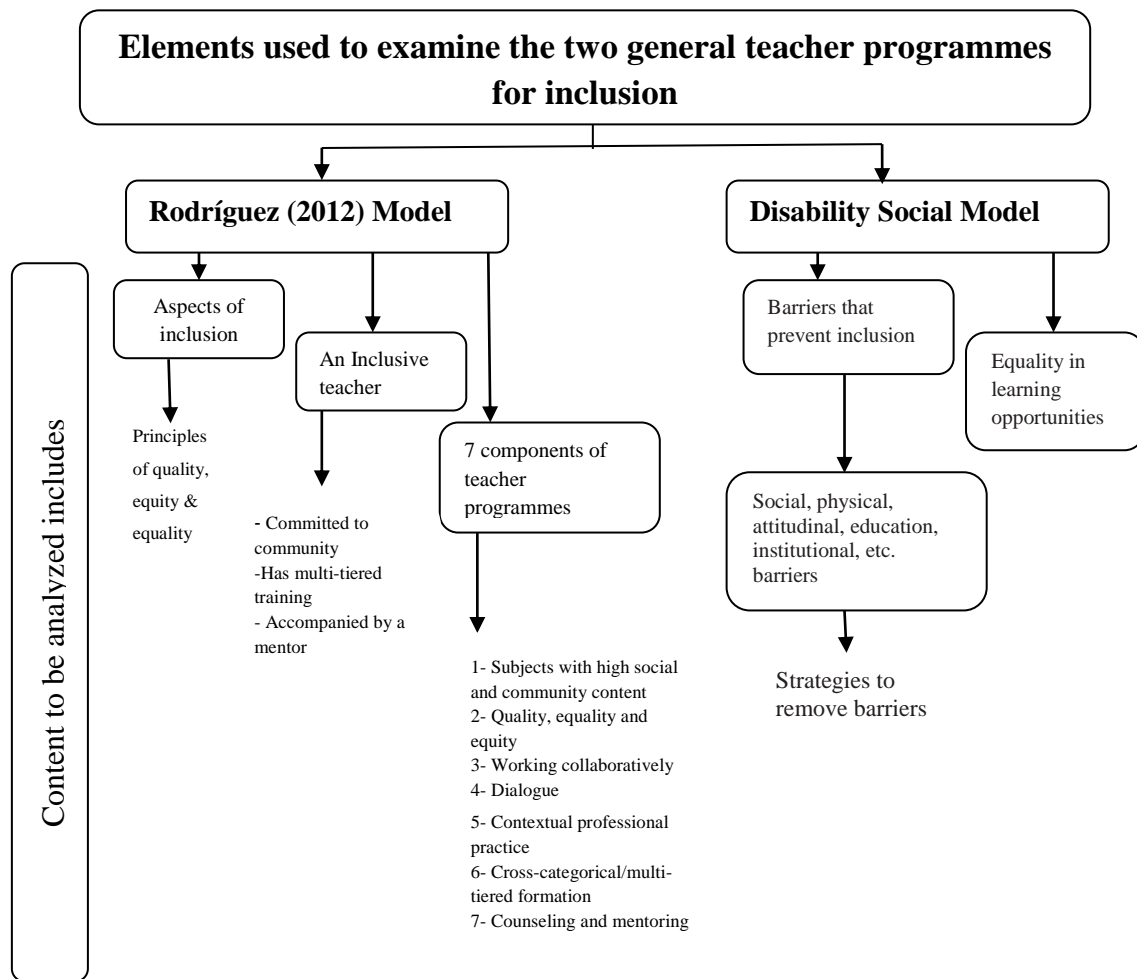 Elements used to examine the two general teacher programmes
for inclusion
Rodríguez (2012) Model
Disability Social Model
Content to be analyzed includes
Aspects of
inclusion
Principles
of quality,
equity &
equality
An Inclusive
teacher
- Committed to
community
-Has multi-tiered
training
- Accompanied by a
mentor
7 components of
teacher
programmes
1- Subjects with high social
and community content
2- Quality, equality and
equity
3- Working collaboratively
4- Dialogue
5- Contextual professional
practice
6- Cross-categorical/multi-
tiered formation
7- Counseling and mentoring
Barriers that
prevent inclusion
Social, physical,
attitudinal, education,
institutional, etc.
barriers
Strategies to
remove barriers
Equality in
learning
opportunities